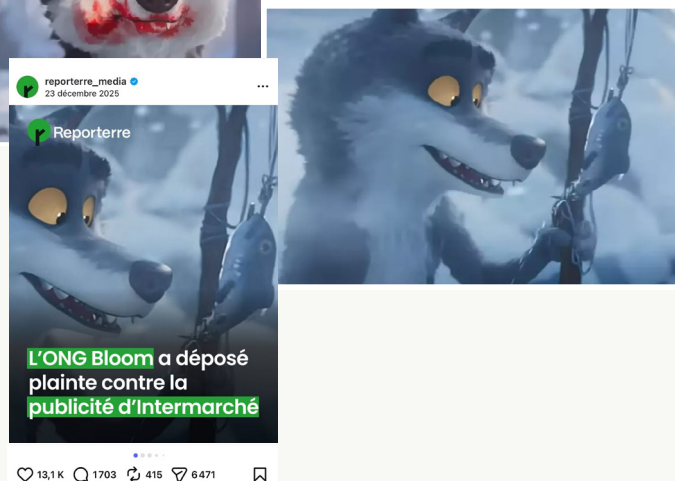 reporterre_media
23 décembre 2025
Reporterre
L'ONG Bloom a déposé
plainte contre la
publicité d'Intermarché
13,1 K 1703 415 6471